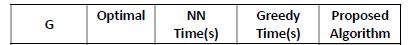 G
Optimal
NN
Time(s)
Greedy
Time(s)
Proposed
Algorithm